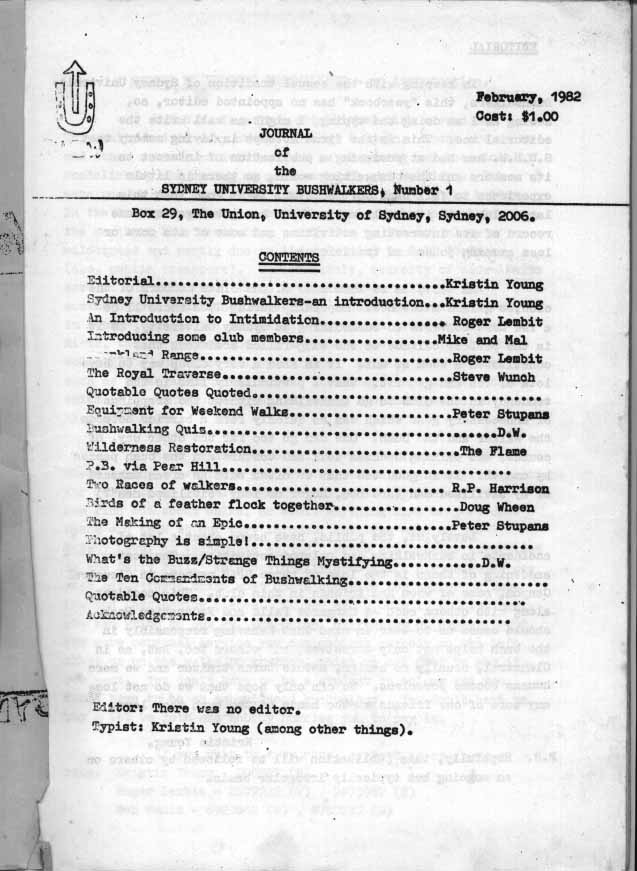 February, 1982
Cost: $1.00
JOURNAL
of
the
SYDNEY UNIVERSITY BUSHWALKERS, Number 1
Box 29, The Union, University of Sydney, Sydney, 2006.
CONTENTS
Editorial..........................................Kristin Young
Sydney University Bushwalkers-an introduction...Kristin Young
An Introduction to Intimidation.................. Roger Lembit
Introducing some club members...................Mike and Mal
Range....................................Roger Lembit
The Royal Traverse.................................Steve Wunoh
Quotable Quotes Quoted..........................................
Equipment for Weekend Walks.......................Peter Stupans
Bushwalking Quiz.........................................D.W.
Wilderness Restoration..............................The Flame
P.B. via Pear Hill..........................................
Two Races of walkers.............................. R.P. Harrison
Birds of a feather flock together..................Doug Wheen
The Making of an Epic..............................Peter Stupans
Photography is simple!.........................................
What's the Buzz/Strange Things Mystifying.............D.W.
The Ten Commandments of Bushwalking.........................
Quotable Quotes...............................................
Acknowledgements..............................................
Editor: There was no editor.
Typist: Kristin Young (among other things).